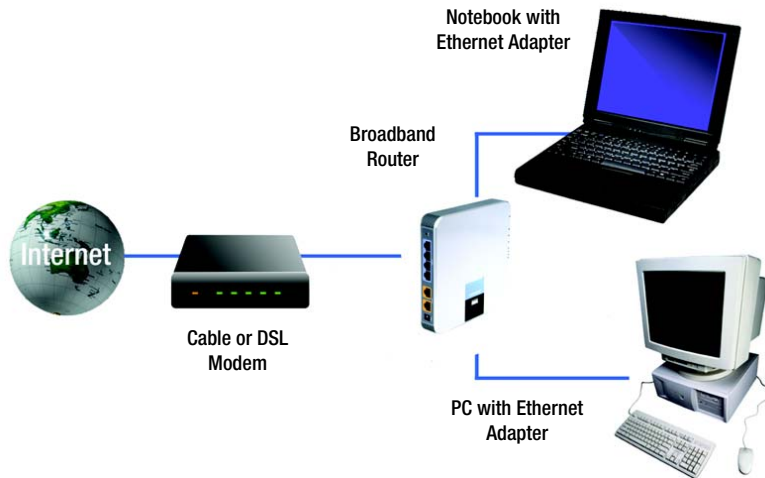 Notebook with
Ethernet Adapter
Broadband
Router
Internet
Cable or DSL
Modem
PC with Ethernet
Adapter